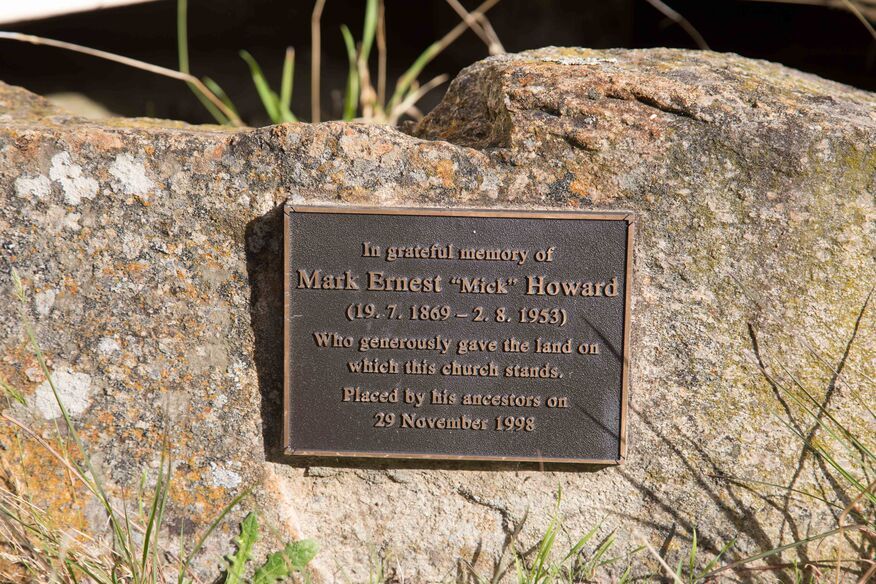 In grateful memory of
Mark Ernest "Mick" Howard
(19. 7. 1869 – 2. 8. 1953)
Who generously gave the land on
which this church stands.
Placed by his ancestors on
29 November 1998